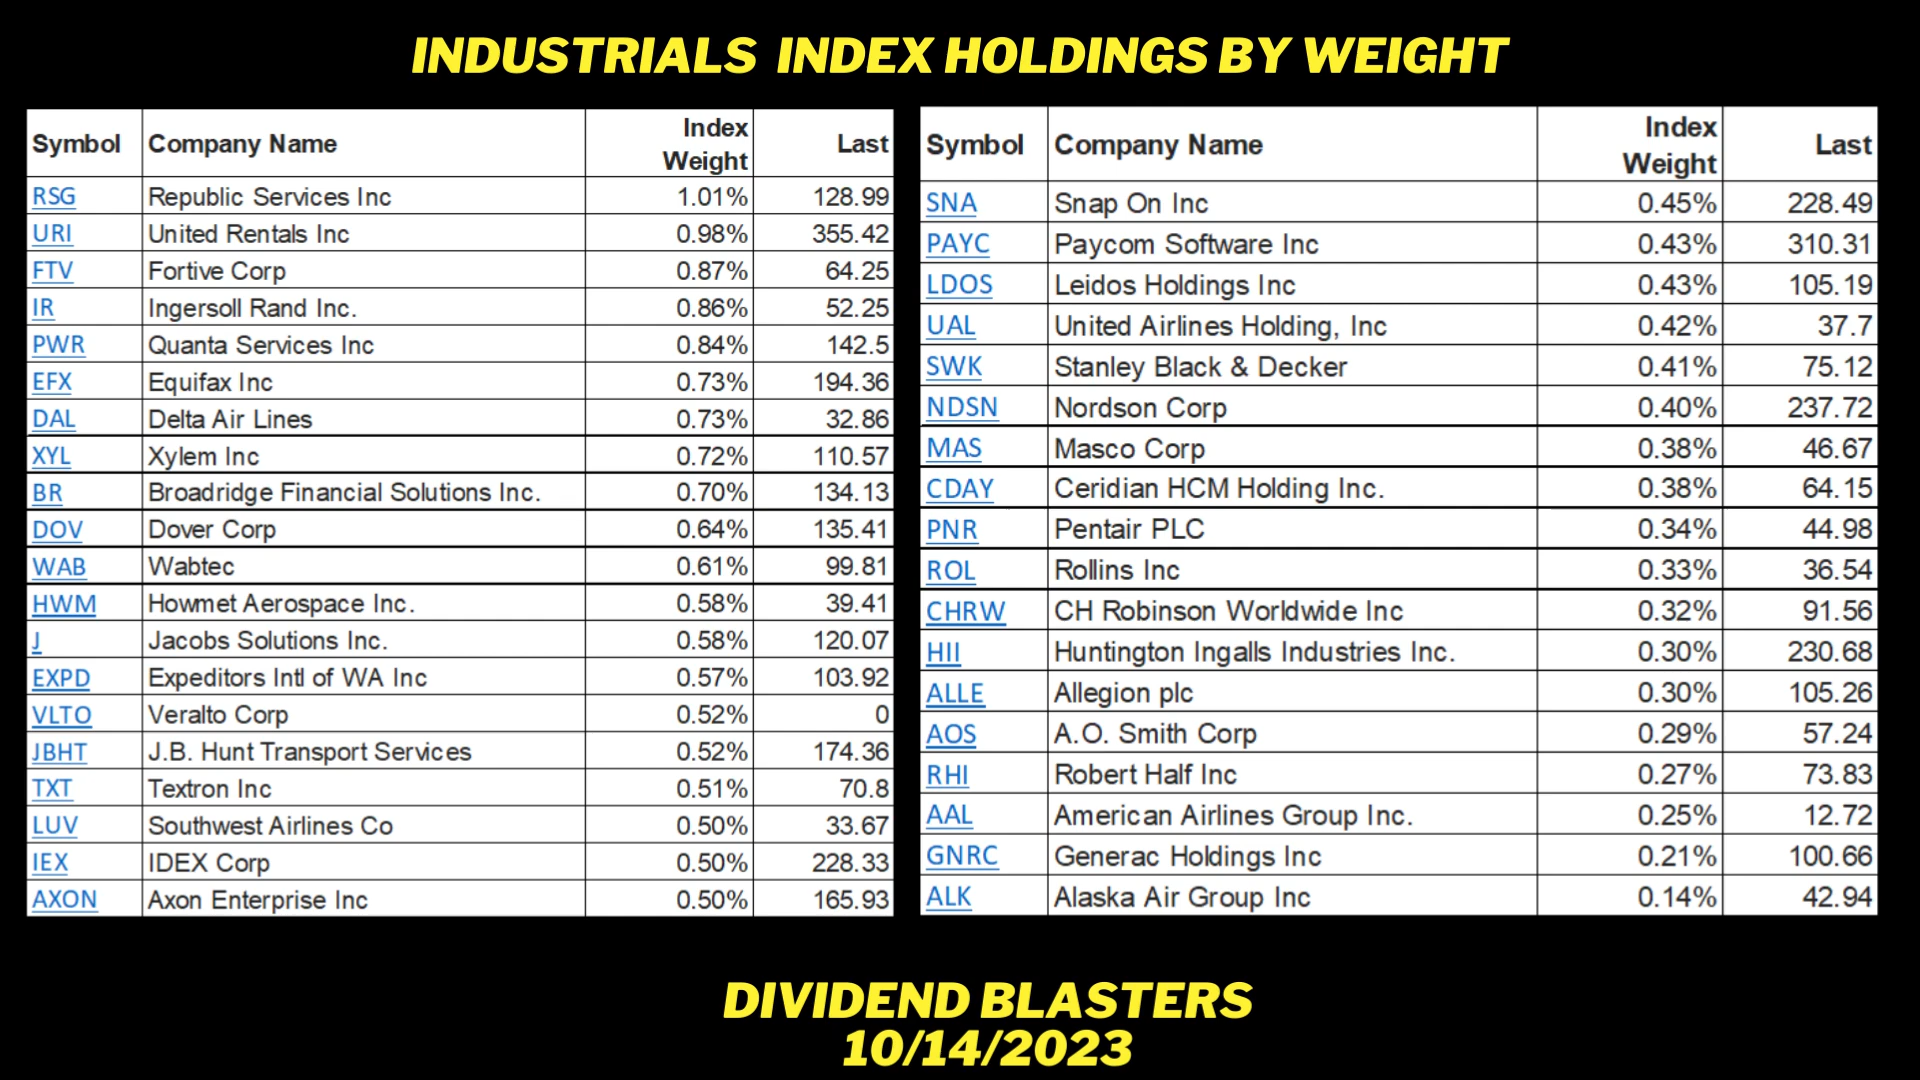 INDUSTRIALS INDEX HOLDINGS BY WEIGHT
Symbol Company Name Index Weight Last
RSG Republic Services Inc 1.01% 128.99
URI United Rentals Inc 0.98% 355.42
FTV Fortive Corp 0.87% 64.25
IR Ingersoll Rand Inc. 0.86% 52.25
PWR Quanta Services Inc 0.84% 142.5
EFX Equifax Inc 0.73% 194.36
DAL Delta Air Lines 0.73% 32.86
XYL Xylem Inc 0.72% 110.57
BR Broadridge Financial Solutions Inc. 0.70% 134.13
DOV Dover Corp 0.64% 135.41
WAB Wabtec 0.61% 99.81
HWM Howmet Aerospace Inc. 0.58% 39.41
J Jacobs Solutions Inc. 0.58% 120.07
EXPD Expeditors Intl of WA Inc 0.57% 103.92
VLTO Veralto Corp 0.52% 0
JBHT J.B. Hunt Transport Services 0.52% 174.36
TXT Textron Inc 0.51% 70.8
LUV Southwest Airlines Co 0.50% 33.67
IEX IDEX Corp 0.50% 228.33
AXON Axon Enterprise Inc 0.50% 165.93
Symbol Company Name Index Weight Last
SNA Snap On Inc 0.45% 228.49
PAYC Paycom Software Inc 0.43% 310.31
LDOS Leidos Holdings Inc 0.43% 105.19
UAL United Airlines Holding, Inc 0.42% 37.7
SWK Stanley Black & Decker 0.41% 75.12
NDSN Nordson Corp 0.40% 237.72
MAS Masco Corp 0.38% 46.67
CDAY Ceridian HCM Holding Inc. 0.38% 64.15
PNR Pentair PLC 0.34% 44.98
ROL Rollins Inc 0.33% 36.54
CHRW CH Robinson Worldwide Inc 0.32% 91.56
HII Huntington Ingalls Industries Inc. 0.30% 230.68
ALLE Allegion plc 0.30% 105.26
AOS A.O. Smith Corp 0.29% 57.24
RHI Robert Half Inc 0.27% 73.83
AAL American Airlines Group Inc. 0.25% 12.72
GNRC Generac Holdings Inc 0.21% 100.66
ALK Alaska Air Group Inc 0.14% 42.94
DIVIDEND BLASTERS
10/14/2023